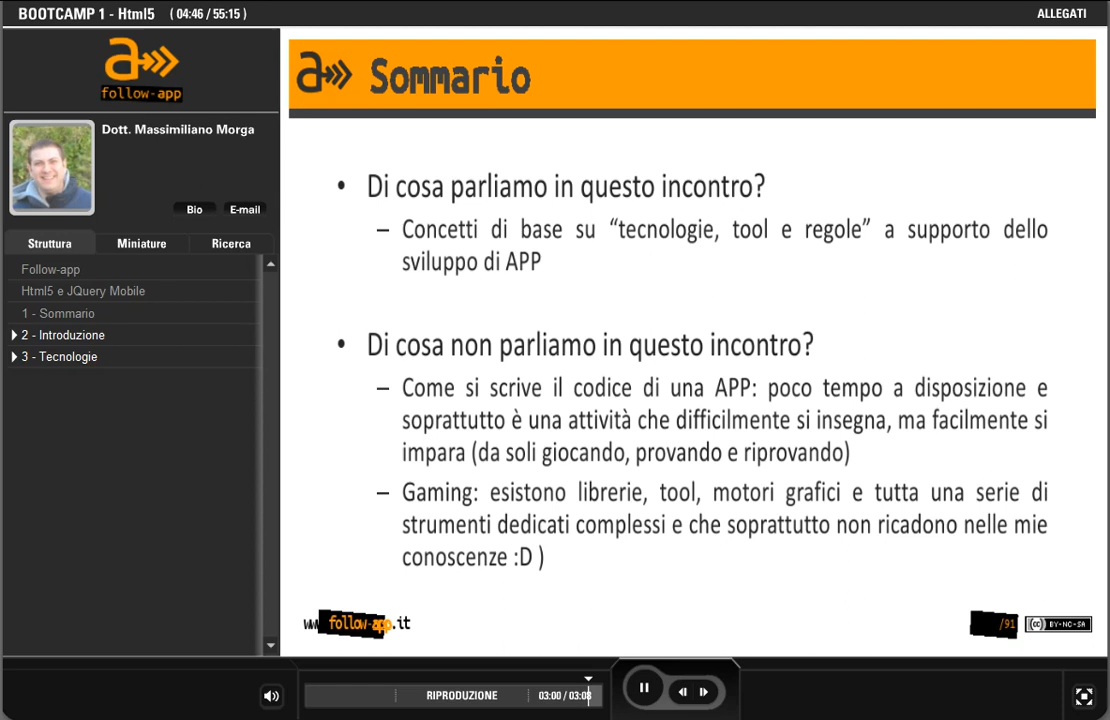 BOOTCAMP 1 - Html5 ( 04:46 / 55:15 )
ALLEGATI
a
follow-app
Dott. Massimiliano Morga
Bio
E-mail
Struttura
Miniature
Ricerca
Follow-app
Html5 e JQuery Mobile
1 - Sommario
2 - Introduzione
3 - Tecnologie
a Sommario
• Di cosa parliamo in questo incontro?
– Concetti di base su “tecnologie, tool e regole” a supporto dello
sviluppo di APP
• Di cosa non parliamo in questo incontro?
– Come si scrive il codice di una APP: poco tempo a disposizione e
soprattutto è una attività che difficilmente si insegna, ma facilmente si
impara (da soli giocando, provando e riprovando)
– Gaming: esistono librerie, tool, motori grafici e tutta una serie di
strumenti dedicati complessi e che soprattutto non ricadono nelle mie
conoscenze :D )
www.follow-app.it
/91
cc BY-NC-SA
RIPRODUZIONE
03:00 / 03:08